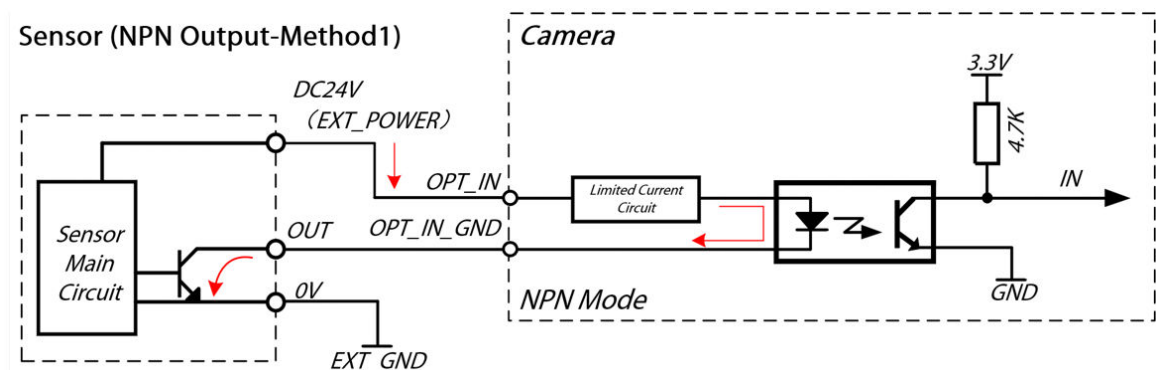 Sensor (NPN Output-Method1)
Camera
DC24V
（EXT_POWER）
3.3V
4.7K
OPT_IN
Limited Current
Circuit
IN
Sensor
Main
Circuit
OUT
OPT_IN_GND
0V
NPN Mode
GND
EXT_GND